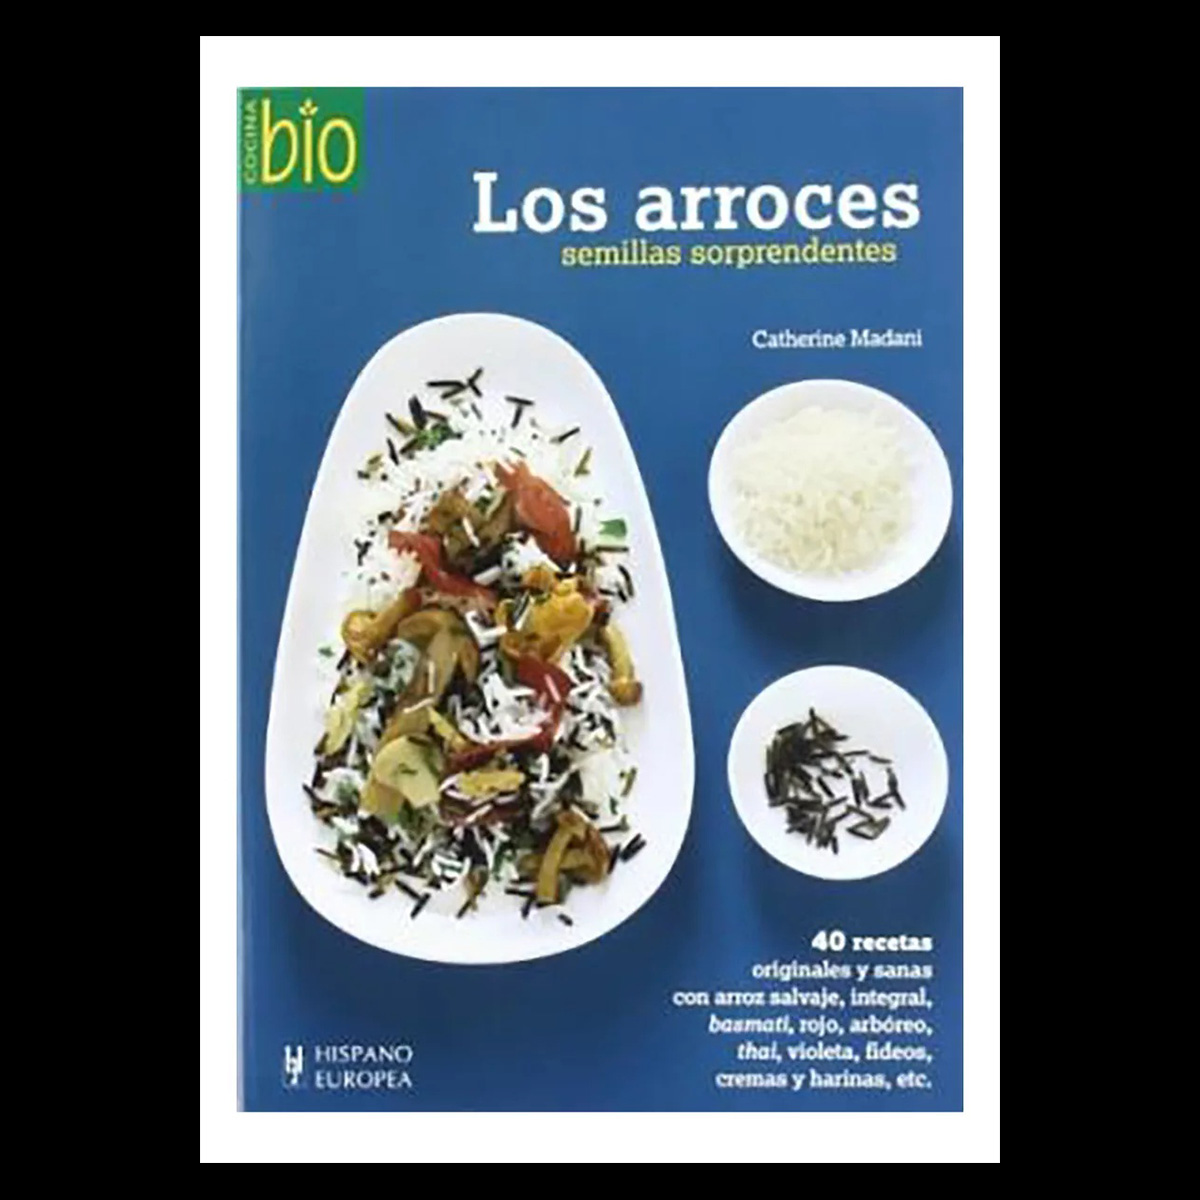 COCINA
bio
Los arroces
semillas sorprendentes
Catherine Madani
40 recetas
originales y sanas
con arroz salvaje, integral,
basmati, rojo, arbóreo,
thai, violeta, fideos,
cremas y harinas, etc.
HISPANO
EUROPEA